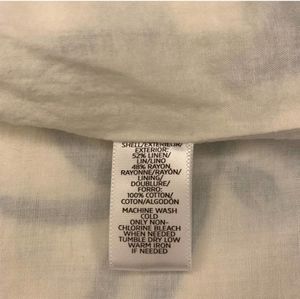 SHELL/EXTERIEUR/
EXTERIOR:
52% LINEN/
LIN/LINO
48% RAYON,
RAYONNE/RAYÓN/
LINING/
DOUBLURE/
FORRO:
100% COTTON/
COTON/ALGODÓN
MACHINE WASH
COLD
ONLY NON-
CHLORINE BLEACH
WHEN NEEDED
TUMBLE DRY LOW
WARM IRON
IF NEEDED